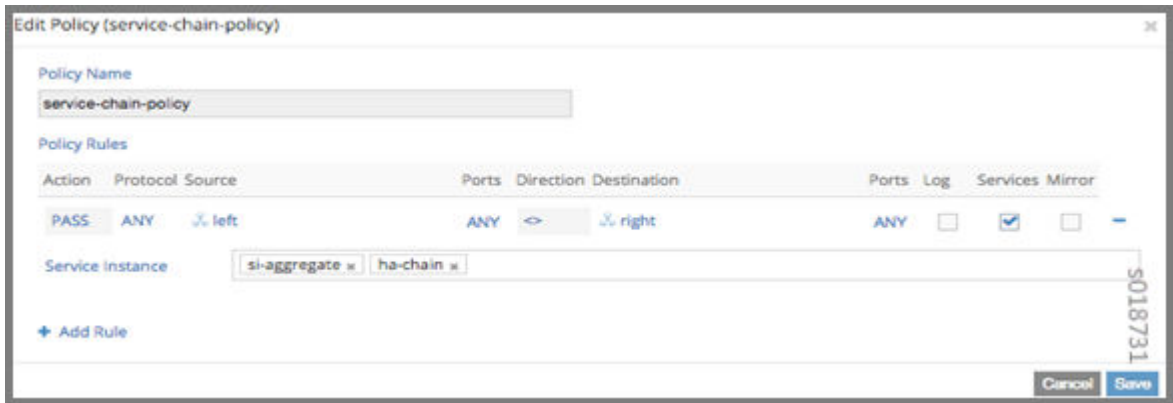 Edit Policy (service-chain-policy)
Policy Name
service-chain-policy
Policy Rules
Action Protocol Source Ports Direction Destination Ports Log Services Mirror
PASS ANY left ANY <> right ANY
Service Instance si-aggregate x ha-chain x
+ Add Rule
s018731
Cancel Save